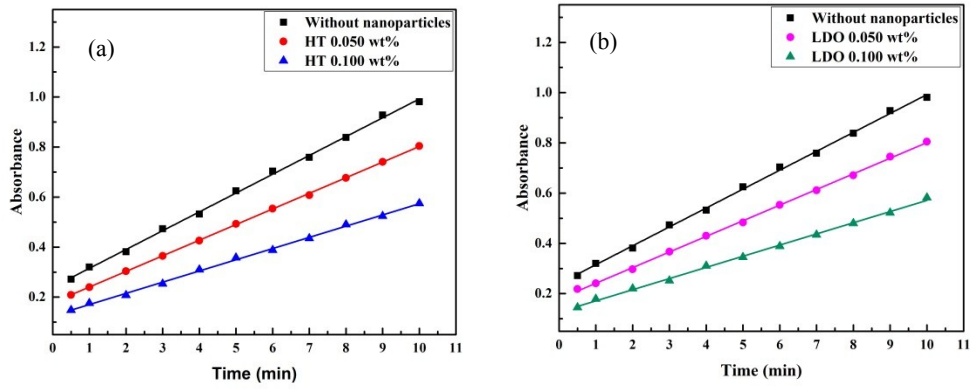 (a)
Without nanoparticles
HT 0.050 wt%
HT 0.100 wt%
Absorbance
1.2
1.0
0.8
0.6
0.4
0.2
0 1 2 3 4 5 6 7 8 9 10 11
Time (min)
(b)
Without nanoparticles
LDO 0.050 wt%
LDO 0.100 wt%
Absorbance
1.2
1.0
0.8
0.6
0.4
0.2
0 1 2 3 4 5 6 7 8 9 10 11
Time (min)